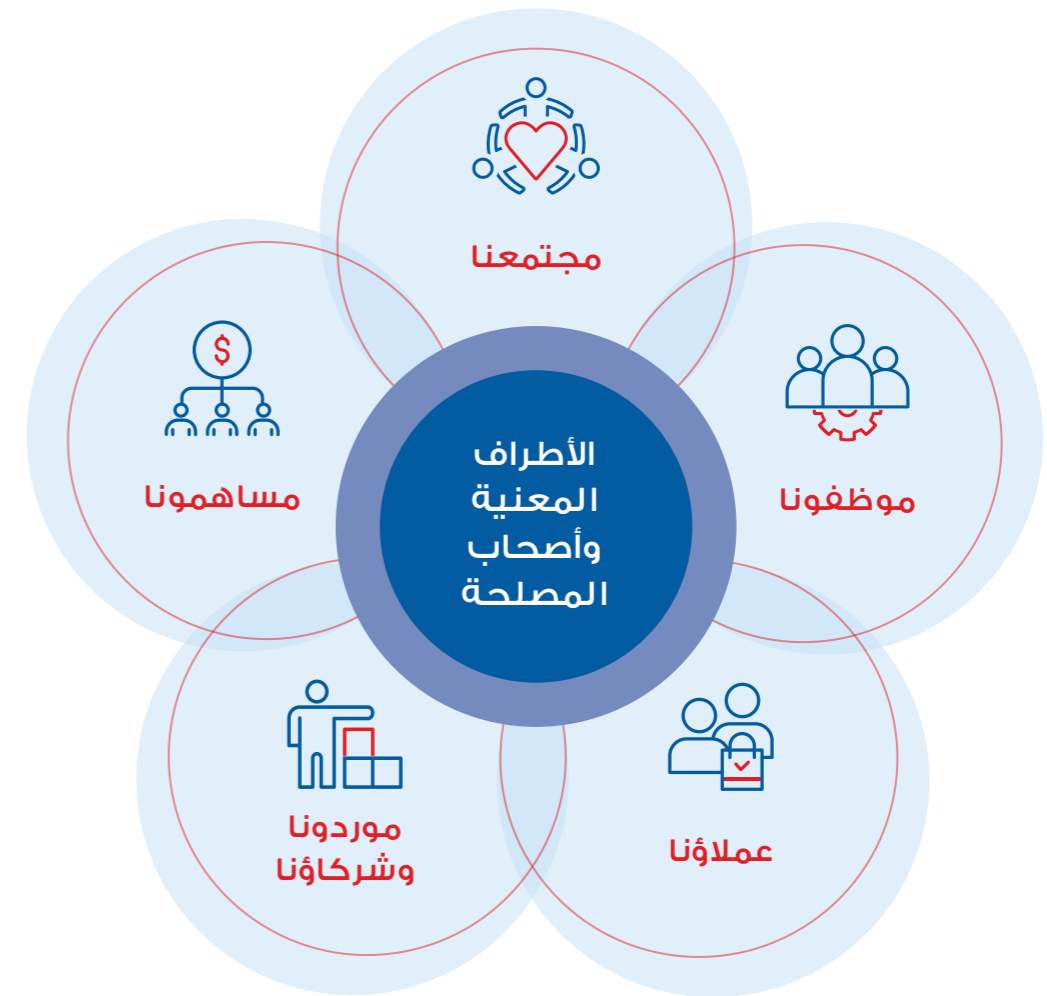 مجتمعنا
موظفونا
عملاؤنا
موردونا
وشركاؤنا
مساهمونا
الأطراف
المعنية
وأصحاب
المصلحة
$